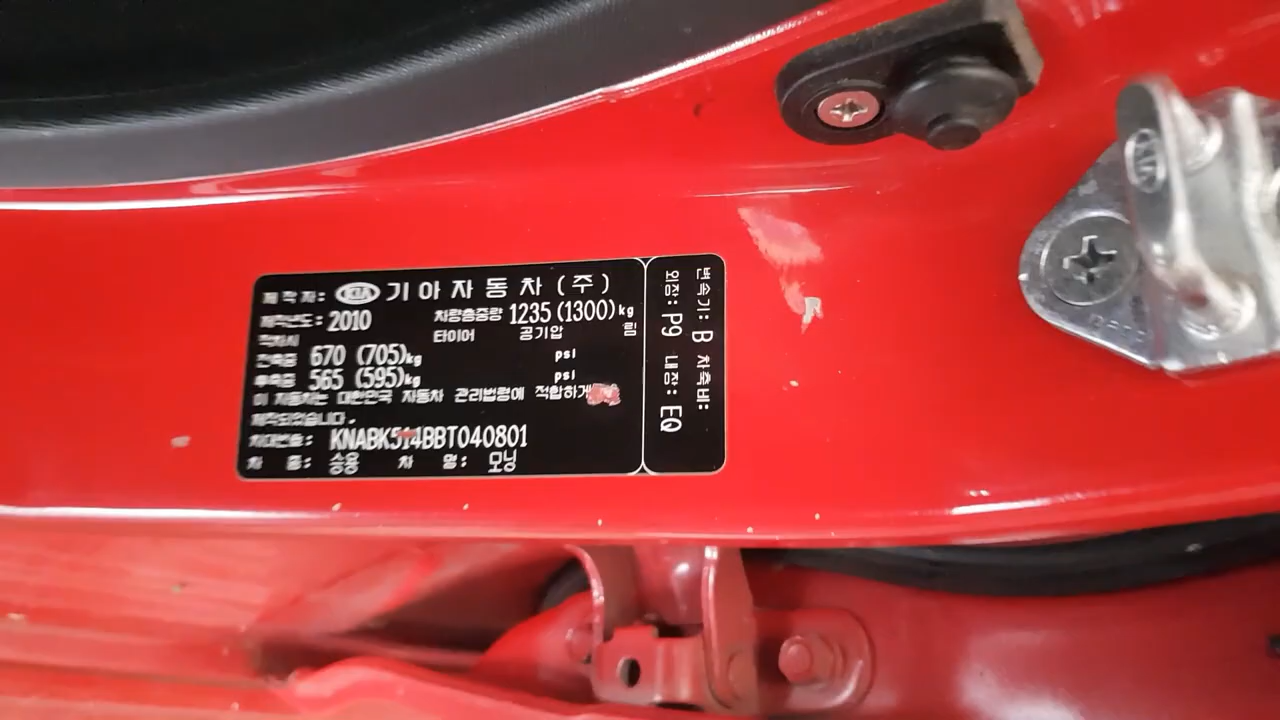 제작자: KIA 기아자동차(주)
제작년도: 2010 차량총중량 1235 (1300)kg
적차시 타이어 공기압 림
전축중 670 (705)kg psi
후축중 565 (595)kg psi
이 자동차는 대한민국 자동차 관리법령에 적합하게
제작되었습니다.
차대번호: KNABK514BBT040801
차 종: 승용 차 명: 모닝
변속기: B 차축비:
외장: P9 내장: EQ